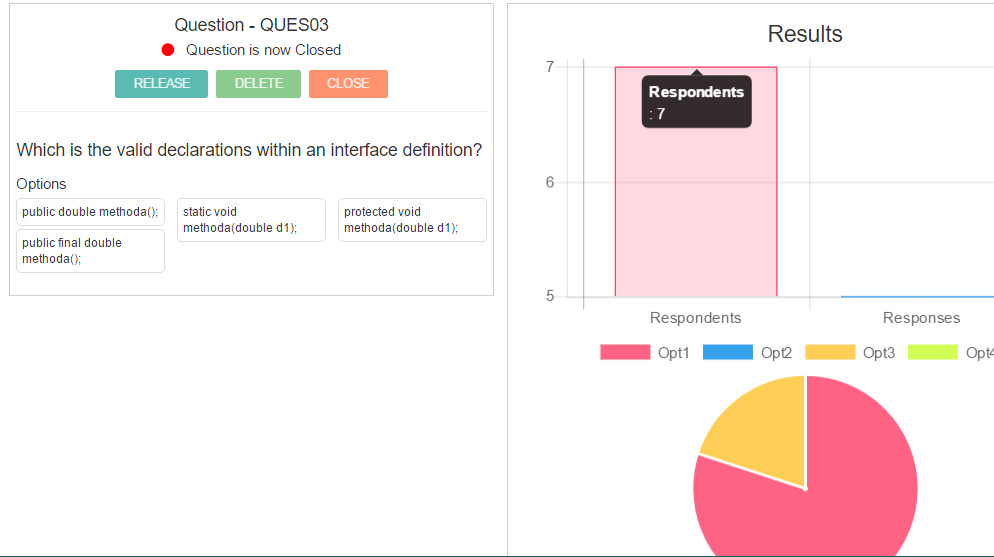 Question - QUES03
Question is now Closed
RELEASE DELETE CLOSE
Which is the valid declarations within an interface definition?
Options
public double methoda();
static void
methoda(double d1);
protected void
methoda(double d1);
public final double
methoda();
Results
7
Respondents
: 7
6
5
Respondents Responses
Opt1 Opt2 Opt3 Opt4